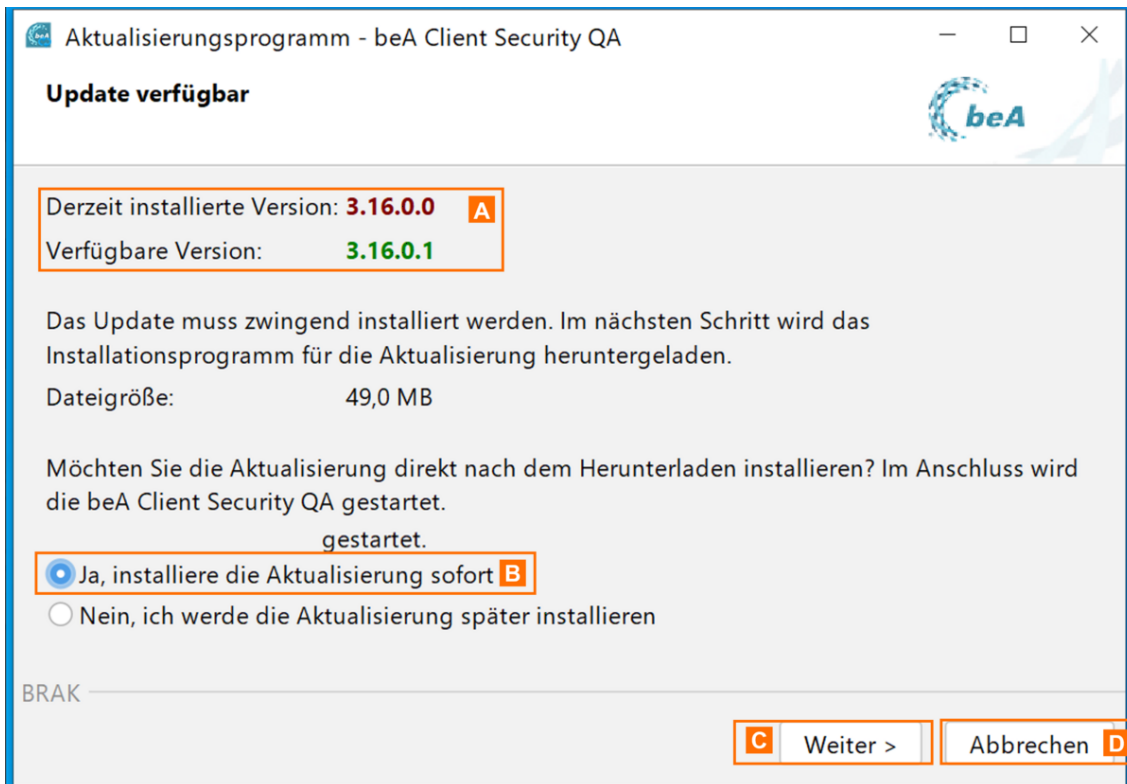 Aktualisierungsprogramm - beA Client Security QA
Update verfügbar
beA
Derzeit installierte Version: 3.16.0.0 A
Verfügbare Version: 3.16.0.1
Das Update muss zwingend installiert werden. Im nächsten Schritt wird das
Installationsprogramm für die Aktualisierung heruntergeladen.
Dateigröße: 49,0 MB
Möchten Sie die Aktualisierung direkt nach dem Herunterladen installieren? Im Anschluss wird
die beA Client Security QA gestartet.
gestartet.
Ja, installiere die Aktualisierung sofort B
Nein, ich werde die Aktualisierung später installieren
BRAK
C Weiter > Abbrechen D